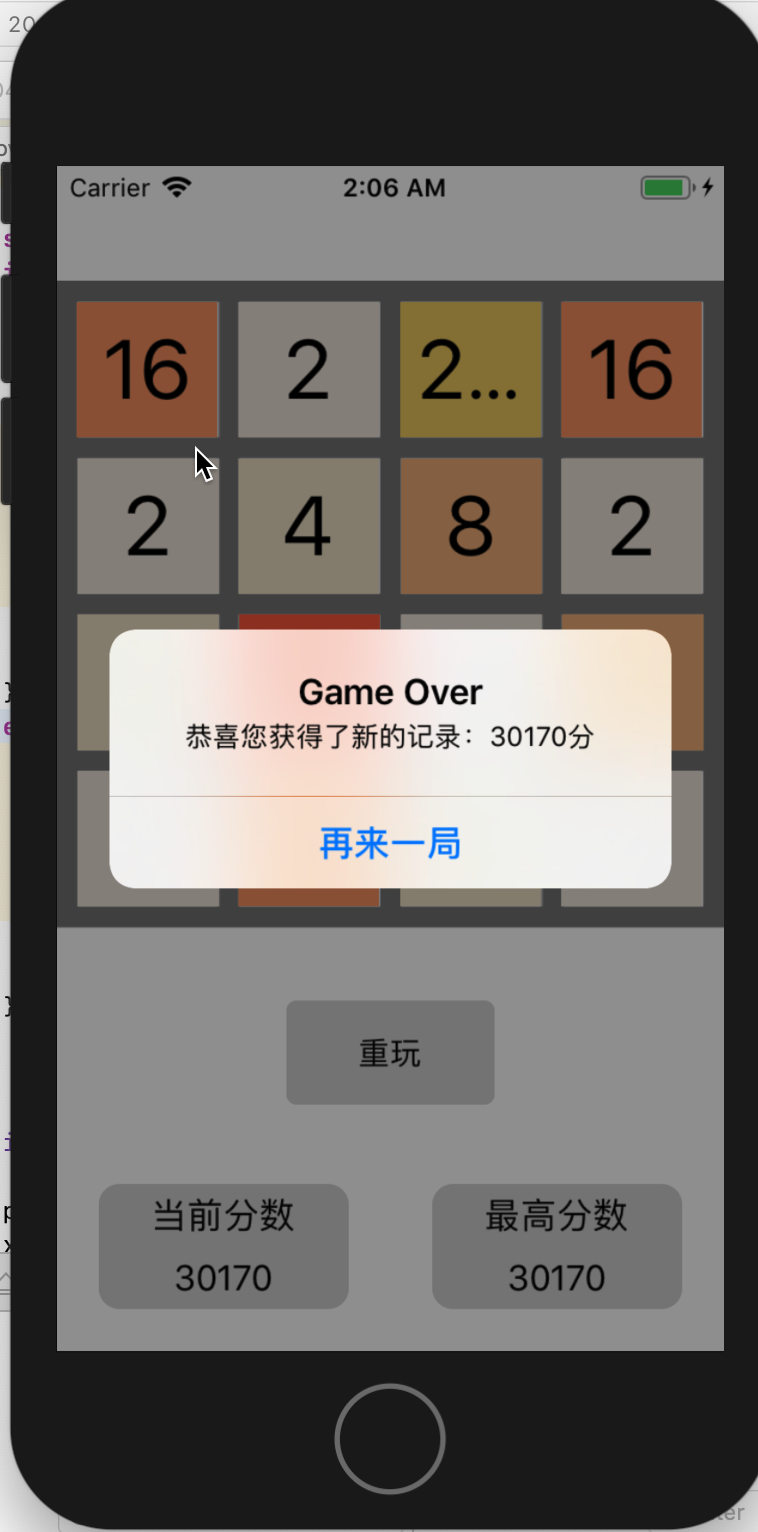 20
Carrier 2:06 AM
16 2 2... 16
2 4 8 2
Game Over
恭喜您获得了新的记录：30170分
再来一局
重玩
当前分数 最高分数
30170 30170